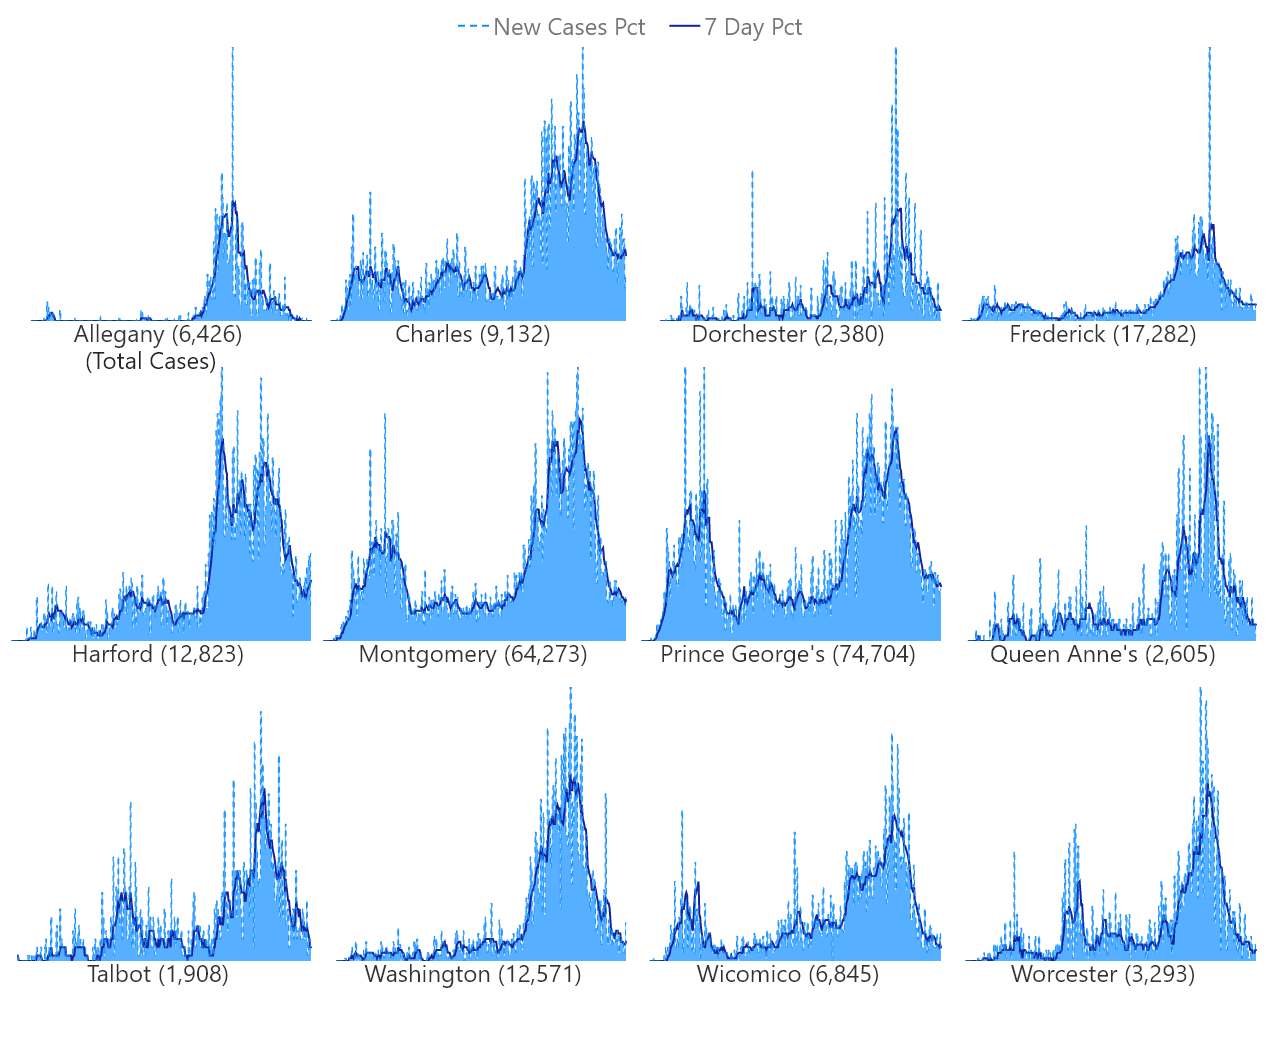 New Cases Pct 7 Day Pct
Allegany (6,426) Charles (9,132) Dorchester (2,380) Frederick (17,282)
(Total Cases)
Harford (12,823) Montgomery (64,273) Prince George's (74,704) Queen Anne's (2,605)
Talbot (1,908) Washington (12,571) Wicomico (6,845) Worcester (3,293)